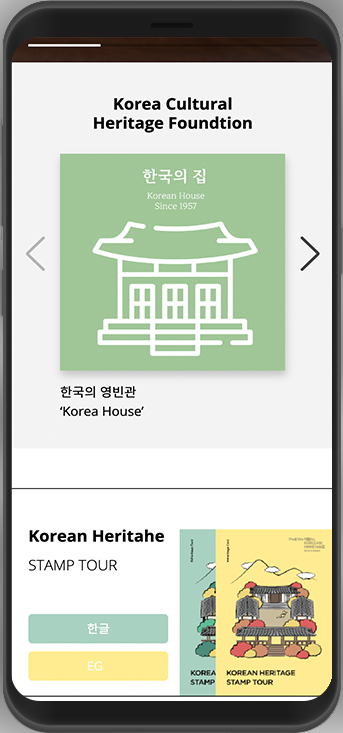 Korea Cultural
Heritage Foundtion
한국의 집
Korean House
Since 1957
한국의 영빈관
‘Korea House’
Korean Heritahe
STAMP TOUR
한글
EG
KOREA
STAMP
KOREAN HERITAGE
STAMP TOUR